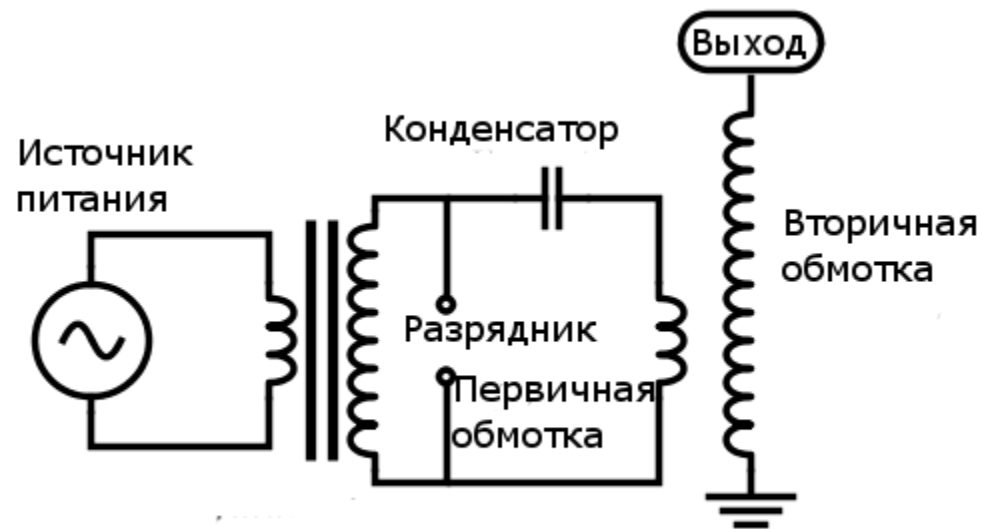 Выход
Конденсатор
Источник
питания
Вторичная
обмотка
Разрядник
Первичная
обмотка